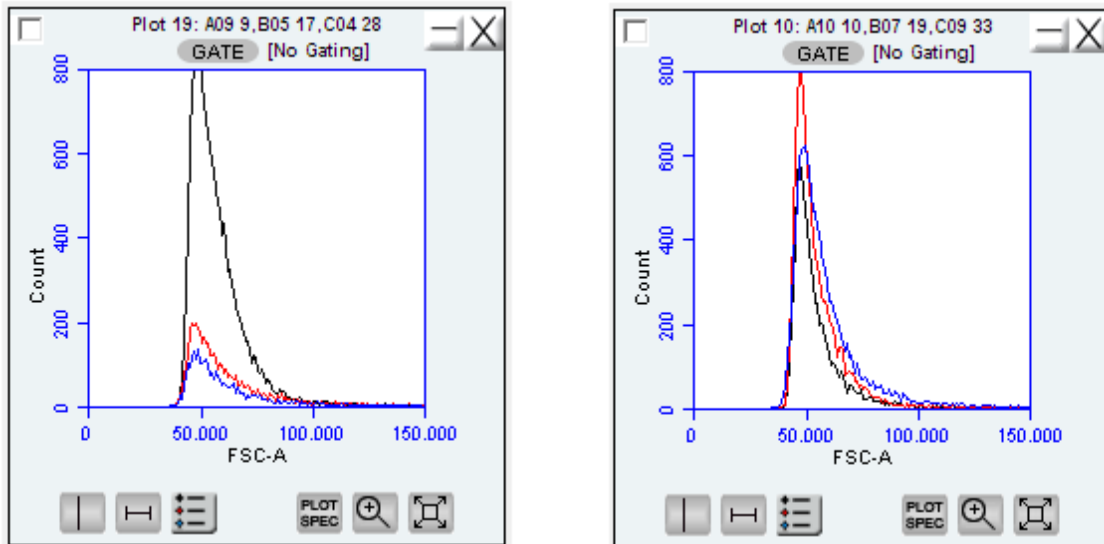 Plot 19: A09 9,B05 17,C04 28
GATE [No Gating]
800
600
400
200
0
Count
0 50.000 100.000 150.000
FSC-A
PLOT
SPEC
Plot 10: A10 10,B07 19,C09 33
GATE [No Gating]
800
600
400
200
0
Count
0 50.000 100.000 150.000
FSC-A
PLOT
SPEC